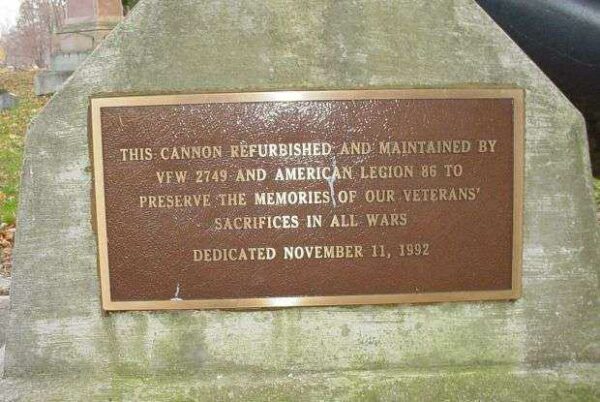 THIS CANNON REFURBISHED AND MAINTAINED BY
VFW 2749 AND AMERICAN LEGION 86 TO
PRESERVE THE MEMORIES OF OUR VETERANS'
SACRIFICES IN ALL WARS
DEDICATED NOVEMBER 11, 1992